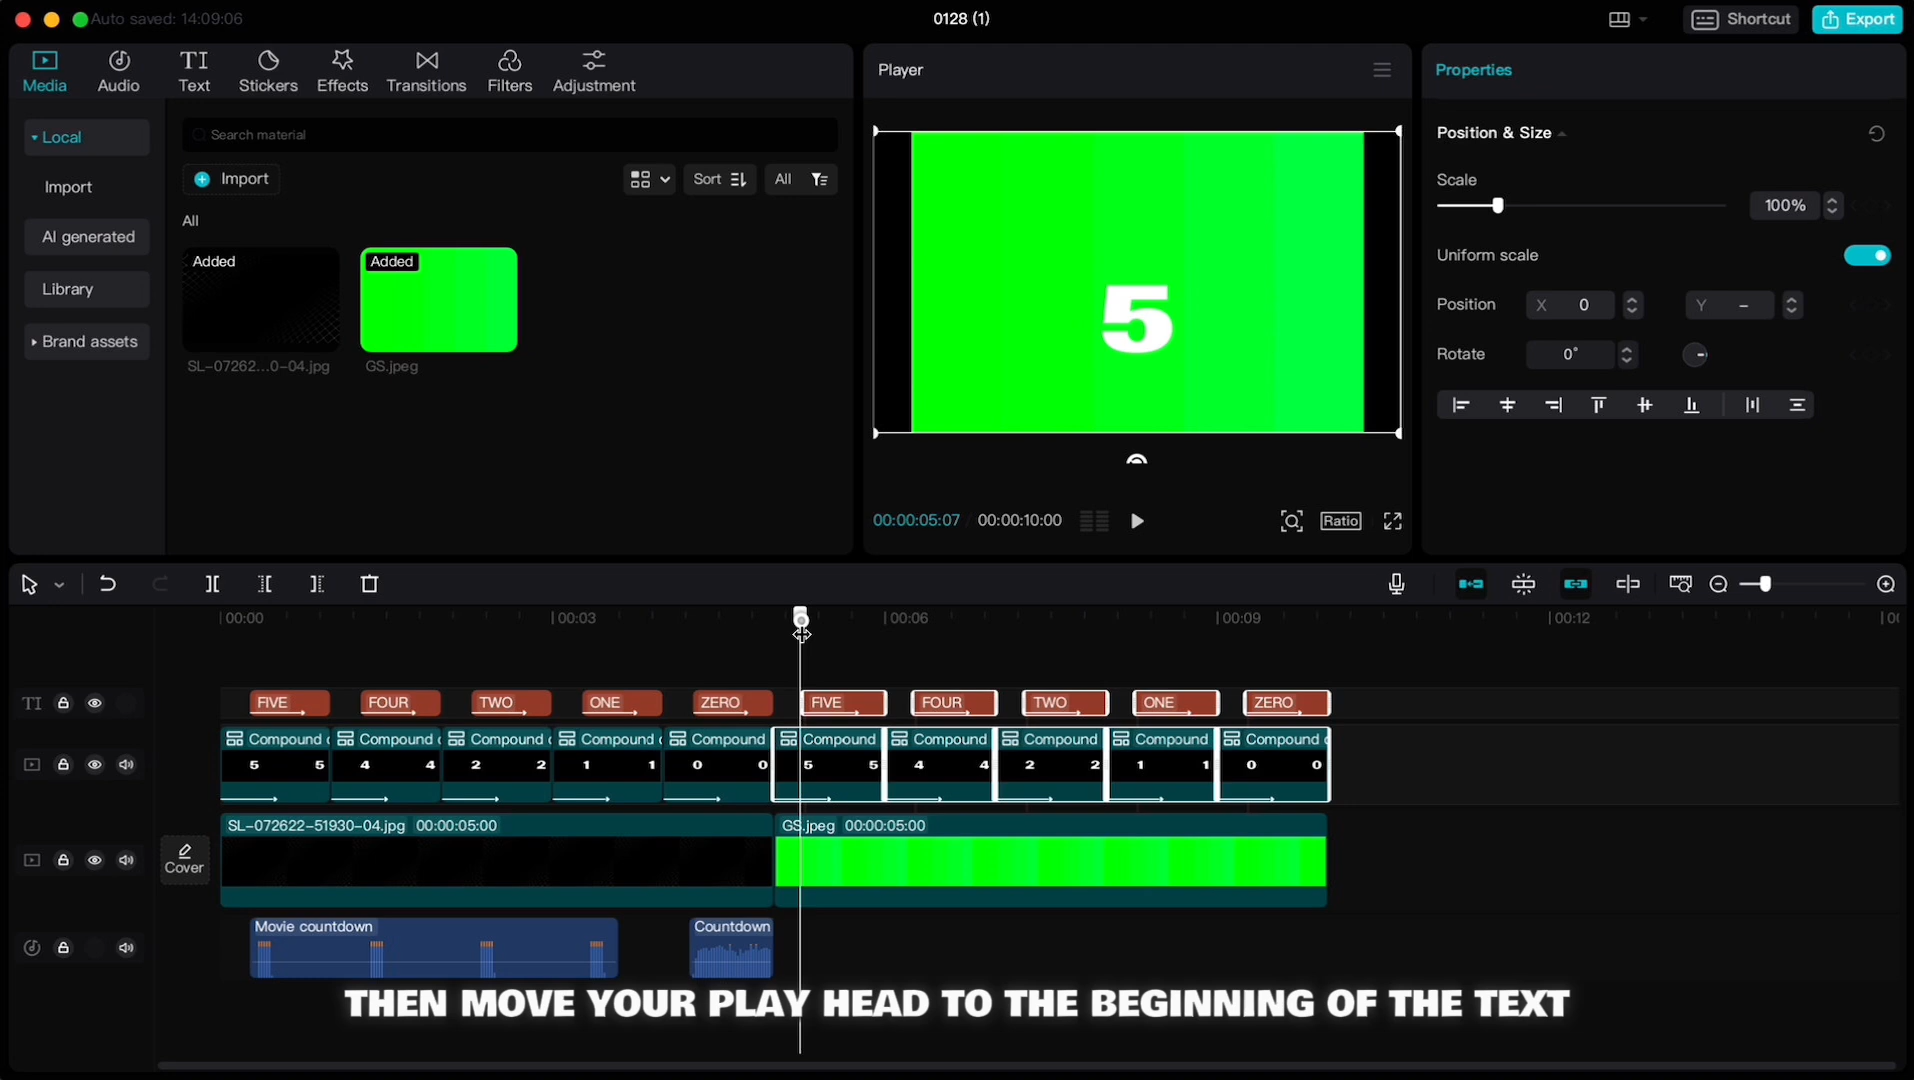 Auto saved: 14:09:06
0128 (1)
Shortcut
Export
Media
Audio
TI
Text
Stickers
Effects
Transitions
Filters
Adjustment
Local
Import
AI generated
Library
Brand assets
Search material
Import
Sort
All
All
Added
SL-07262...0-04.jpg
Added
GS.jpeg
Player
5
00:00:05:07
00:00:10:00
Ratio
Properties
Position & Size
Scale
100%
Uniform scale
Position
X 0
Y –
Rotate
0°
00:00
00:03
00:06
00:09
00:12
TI
FIVE
FOUR
TWO
ONE
ZERO
FIVE
FOUR
TWO
ONE
ZERO
Compound c
Compound c
Compound c
Compound c
Compound
Compound
Compound
Compound
Compound
Compound c
5 5
4 4
2 2
1 1
0 0
5 5
4 4
2 2
1 1
0 0
Cover
SL-072622-51930-04.jpg 00:00:05:00
GS.jpeg 00:00:05:00
Movie countdown
Countdown
THEN MOVE YOUR PLAY HEAD TO THE BEGINNING OF THE TEXT